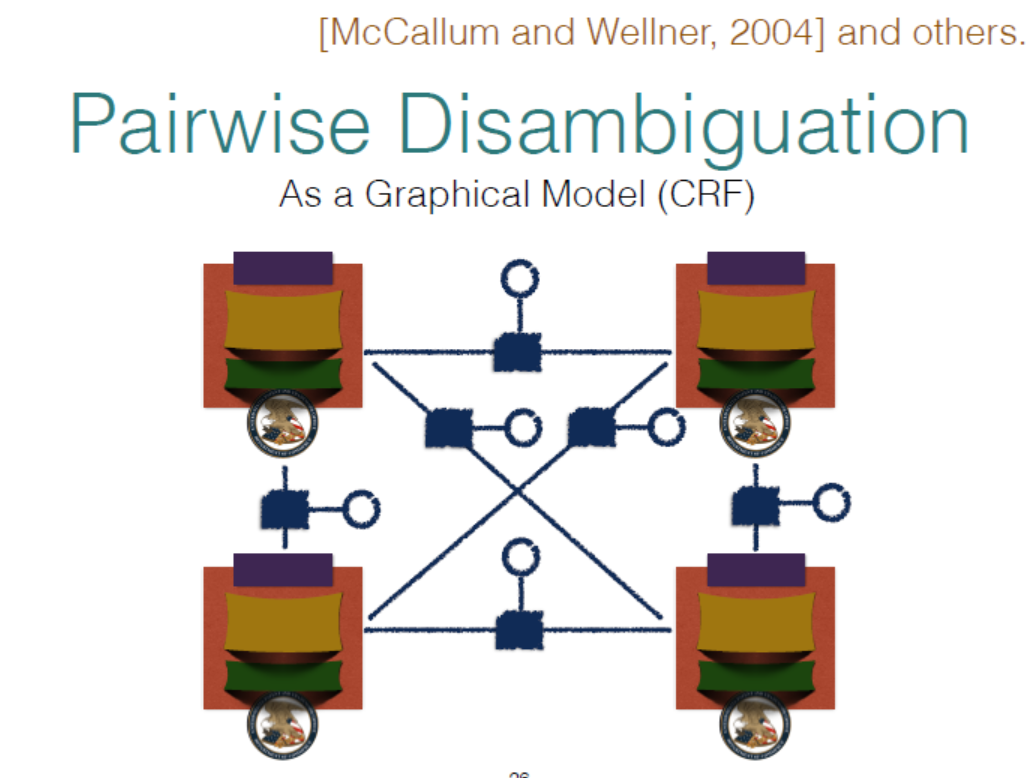 [McCallum and Wellner, 2004] and others.
Pairwise Disambiguation
As a Graphical Model (CRF)